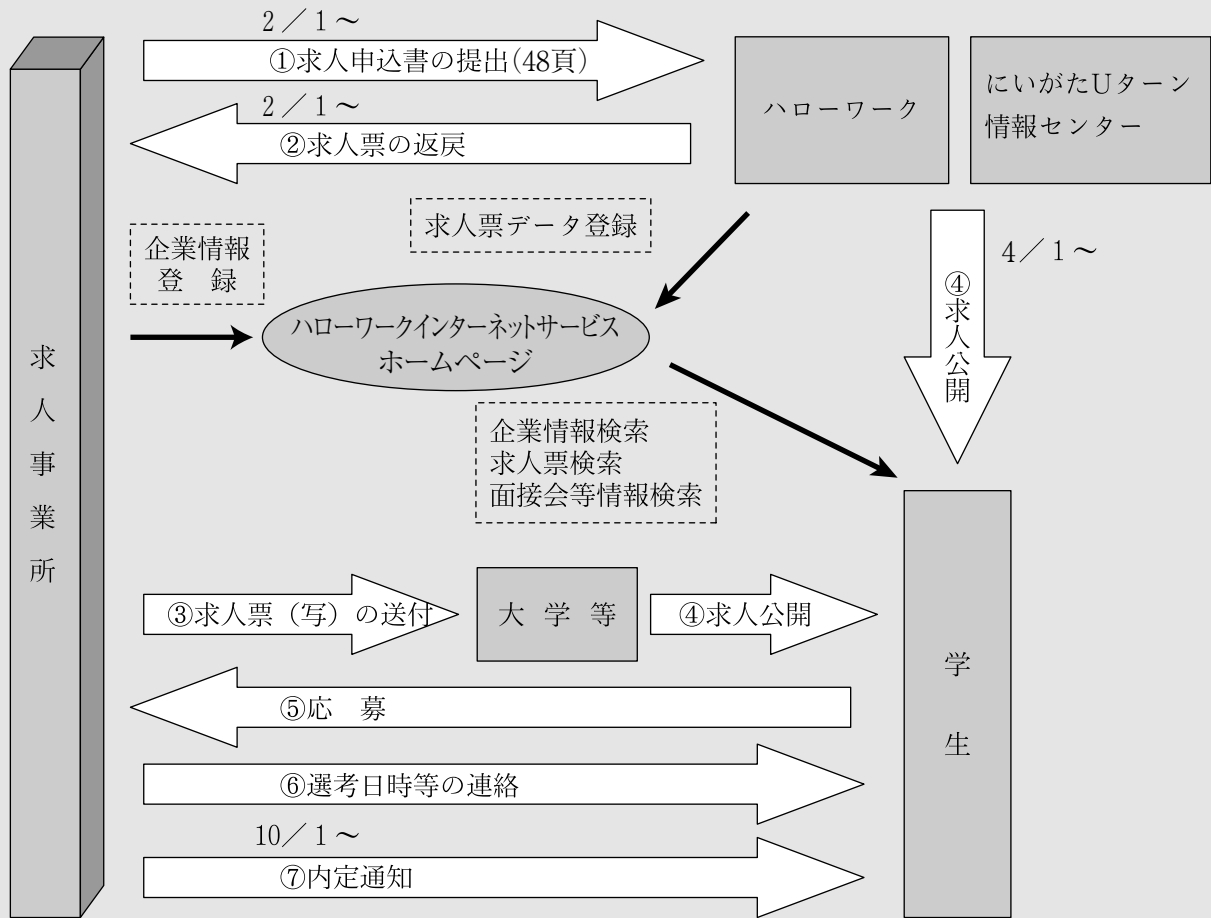 2／1～
①求人申込書の提出(48頁)
2／1～
②求人票の返戻
ハローワーク
にいがたUターン
情報センター
求人票データ登録
企業情報
登　録
4／1～
④求人公開
ハローワークインターネットサービス
ホームページ
求人事業所
企業情報検索
求人票検索
面接会等情報検索
③求人票（写）の送付
大　学　等
④求人公開
学生
⑤応　募
⑥選考日時等の連絡
10／1～
⑦内定通知